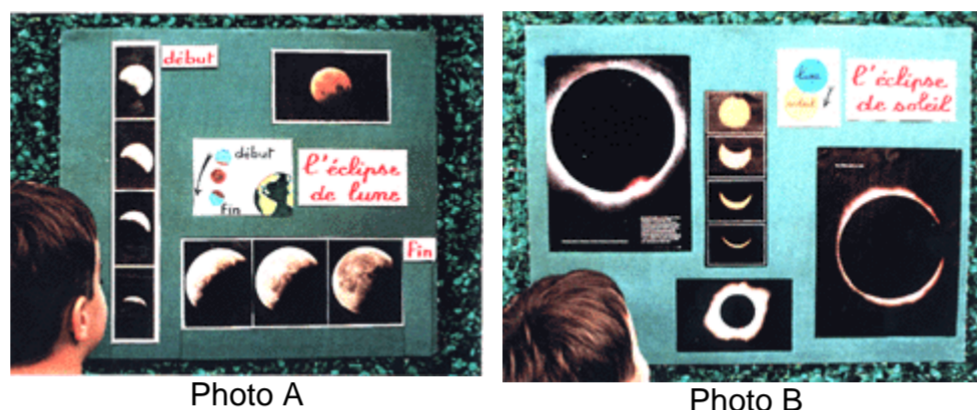 début
début
Fin
l'éclipse
de lune
Fin
Photo A
lune
soleil
l'éclipse
de soleil
Photo B